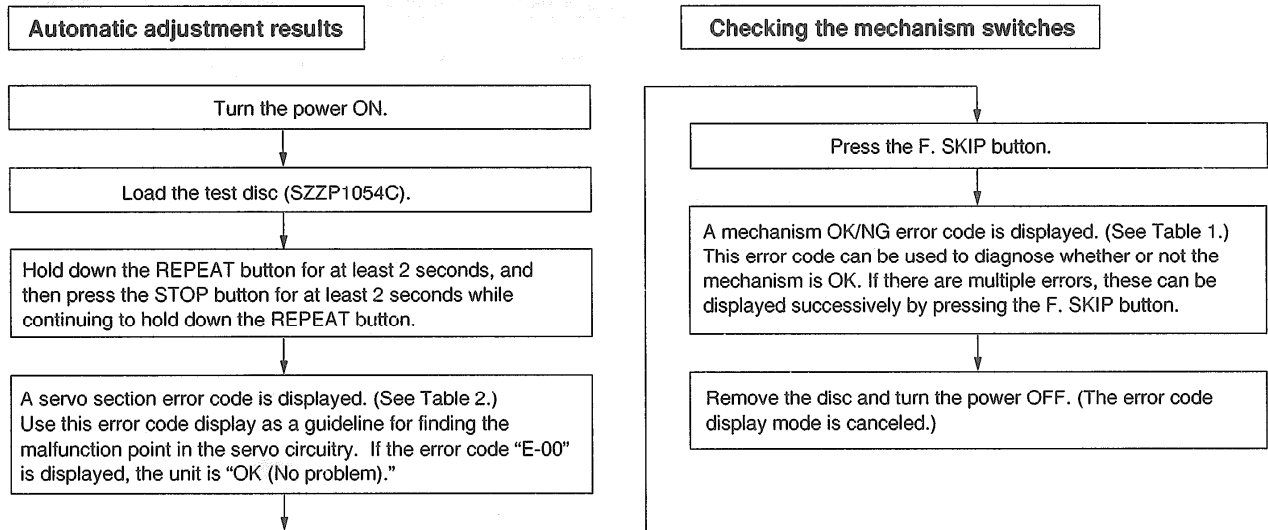 Automatic adjustment results
Turn the power ON.
Load the test disc (SZZP1054C).
Hold down the REPEAT button for at least 2 seconds, and
then press the STOP button for at least 2 seconds while
continuing to hold down the REPEAT button.
A servo section error code is displayed. (See Table 2.)
Use this error code display as a guideline for finding the
malfunction point in the servo circuitry. If the error code “E-00”
is displayed, the unit is “OK (No problem).”
Checking the mechanism switches
Press the F. SKIP button.
A mechanism OK/NG error code is displayed. (See Table 1.)
This error code can be used to diagnose whether or not the
mechanism is OK. If there are multiple errors, these can be
displayed successively by pressing the F. SKIP button.
Remove the disc and turn the power OFF. (The error code
display mode is canceled.)